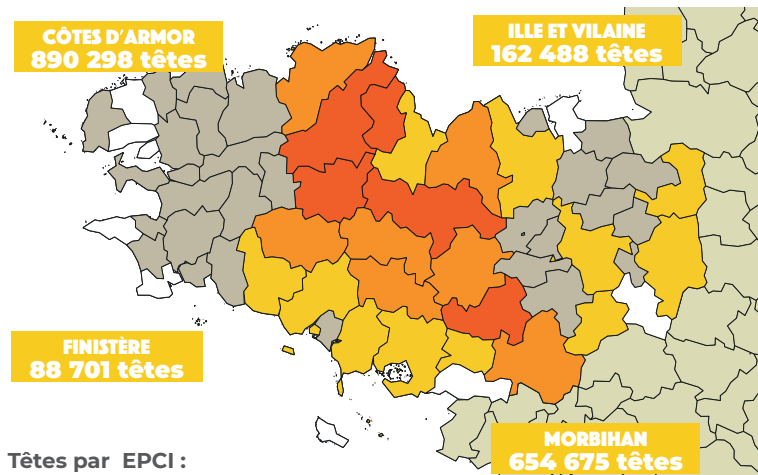 CÔTES D'ARMOR
890 298 têtes
ILLE ET VILAINE
162 488 têtes
FINISTÈRE
88 701 têtes
MORBIHAN
654 675 têtes
Têtes par EPCI :